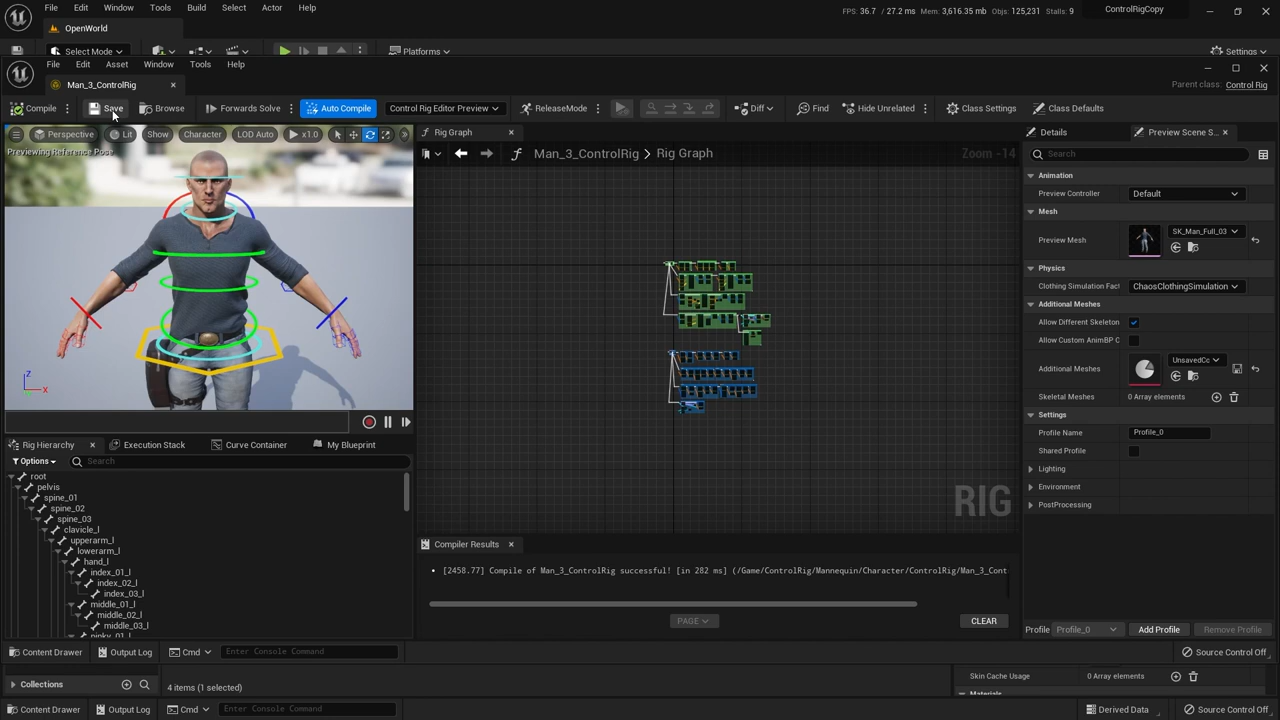 File Edit Window Tools Build Select Actor Help
FPS: 36.7 / 27.2 ms Mem: 3,616.35 mb Objs: 125,231 Stalls: 9
ControlRigCopy
OpenWorld
Select Mode
Platforms
Settings
File Edit Asset Window Tools Help
Man_3_ControlRig
Parent class: Control Rig
Compile Save Browse Forwards Solve Auto Compile Control Rig Editor Preview ReleaseMode Diff Find Hide Unrelated Class Settings Class Defaults
Perspective Lit Show Character LOD Auto x1.0
Previewing Reference Pose
Z
X
Rig Graph
Man_3_ControlRig > Rig Graph
Zoom -14
RIG
Details
Preview Scene S...
Search
Animation
Preview Controller Default
Mesh
Preview Mesh SK_Man_Full_03
Physics
Clothing Simulation Fact ChaosClothingSimulation
Additional Meshes
Allow Different Skeleton
Allow Custom AnimBP C
Additional Meshes UnsavedCc
Skeletal Meshes 0 Array elements
Settings
Profile Name Profile_0
Shared Profile
Lighting
Environment
PostProcessing
Profile Profile_0 Add Profile Remove Profile
Rig Hierarchy Execution Stack Curve Container My Blueprint
Options Search
root
pelvis
spine_01
spine_02
spine_03
clavicle_l
upperarm_l
lowerarm_l
hand_l
index_01_l
index_02_l
index_03_l
middle_01_l
middle_02_l
middle_03_l
pinky_01_l
Compiler Results
[2458.77] Compile of Man_3_ControlRig successful! [in 282 ms] (/Game/ControlRig/Mannequin/Character/ControlRig/Man_3_Cont
PAGE
CLEAR
Content Drawer Output Log Cmd Enter Console Command Source Control Off
Collections
4 items (1 selected)
Skin Cache Usage 0 Array elements
Materials
Content Drawer Output Log Cmd Enter Console Command Derived Data Source Control Off